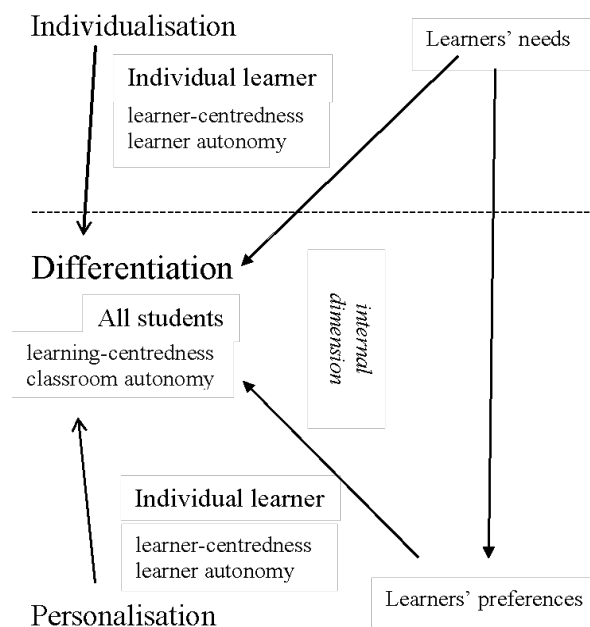 Individualisation
Learners' needs
Individual learner
learner-centredness
learner autonomy
Differentiation
All students
learning-centredness
classroom autonomy
internal
dimension
Individual learner
learner-centredness
learner autonomy
Learners' preferences
Personalisation